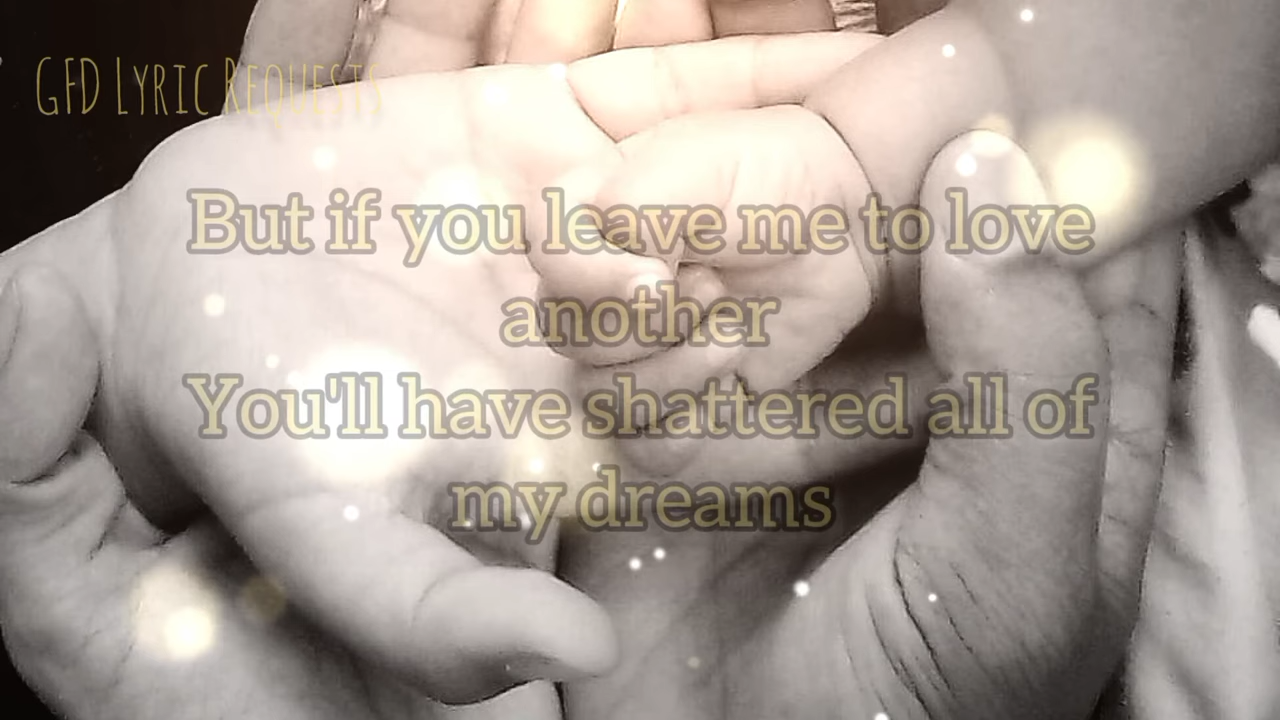 GFD Lyric Requests
But if you leave me to love
another
You'll have shattered all of
my dreams